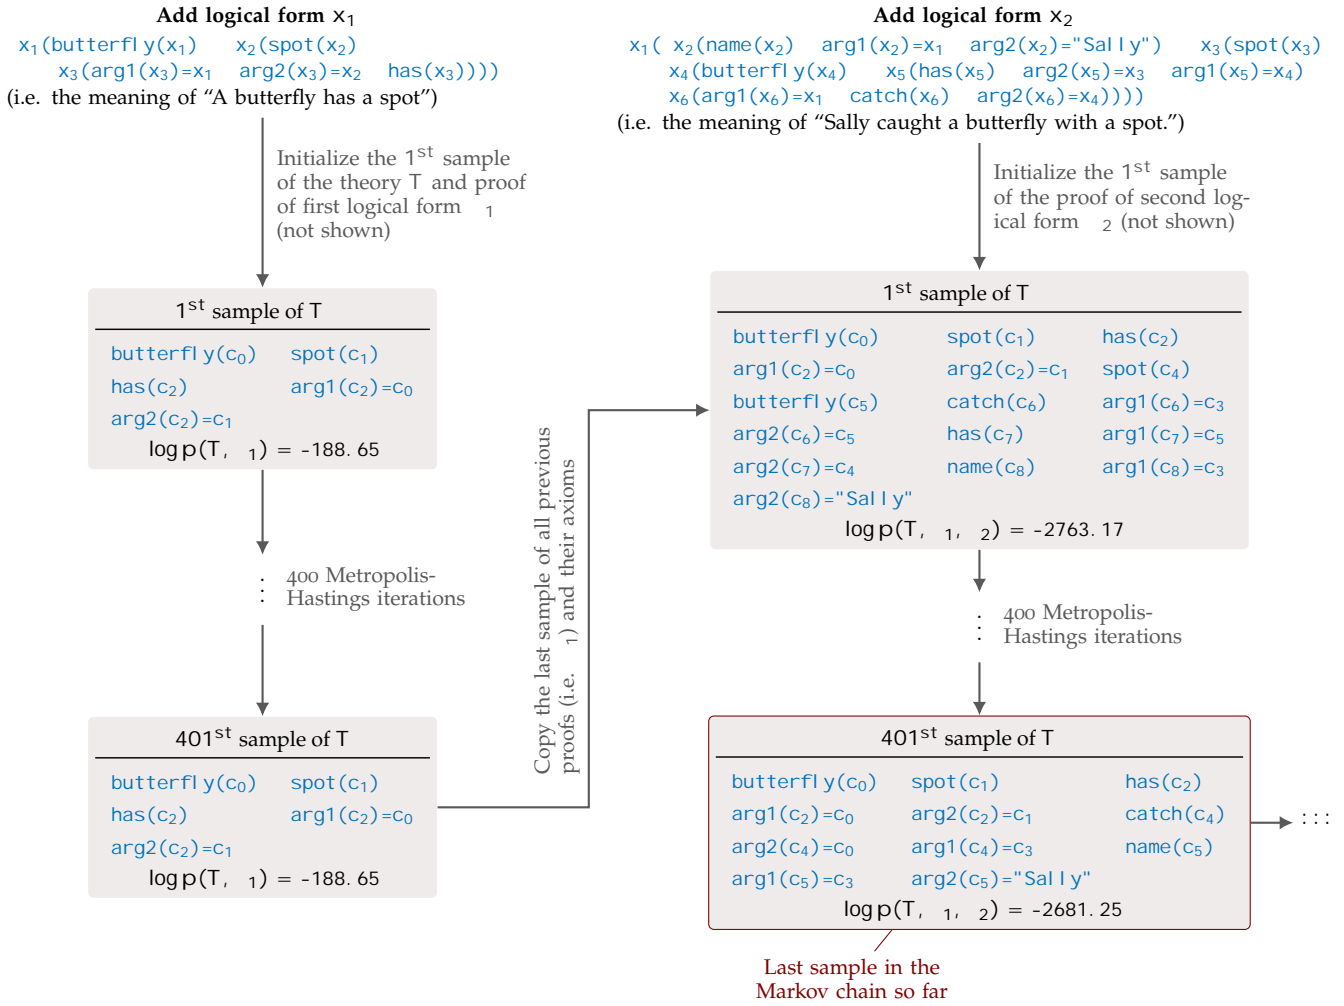 Add logical form x₁
x₁(butterfly(x₁) x₂(spot(x₂)
x₃(arg1(x₃)=x₁ arg2(x₃)=x₂ has(x₃))))
(i.e. the meaning of “A butterfly has a spot”)
Initialize the 1ˢᵗ sample
of the theory T and proof
of first logical form ₁
(not shown)
1ˢᵗ sample of T
butterfly(c₀) spot(c₁)
has(c₂) arg1(c₂)=c₀
arg2(c₂)=c₁
log p(T, ₁) = -188.65
400 Metropolis-
Hastings iterations
401ˢᵗ sample of T
butterfly(c₀) spot(c₁)
has(c₂) arg1(c₂)=c₀
arg2(c₂)=c₁
log p(T, ₁) = -188.65
Copy the last sample of all previous
proofs (i.e. ₁) and their axioms
Add logical form x₂
x₁( x₂(name(x₂) arg1(x₂)=x₁ arg2(x₂)="Sally") x₃(spot(x₃)
x₄(butterfly(x₄) x₅(has(x₅) arg2(x₅)=x₃ arg1(x₅)=x₄)
x₆(arg1(x₆)=x₁ catch(x₆) arg2(x₆)=x₄))))
(i.e. the meaning of “Sally caught a butterfly with a spot.”)
Initialize the 1ˢᵗ sample
of the proof of second log-
ical form ₂ (not shown)
1ˢᵗ sample of T
butterfly(c₀) spot(c₁) has(c₂)
arg1(c₂)=c₀ arg2(c₂)=c₁ spot(c₄)
butterfly(c₅) catch(c₆) arg1(c₆)=c₃
arg2(c₆)=c₅ has(c₇) arg1(c₇)=c₅
arg2(c₇)=c₄ name(c₈) arg1(c₈)=c₃
arg2(c₈)="Sally"
log p(T, ₁, ₂) = -2763.17
400 Metropolis-
Hastings iterations
401ˢᵗ sample of T
butterfly(c₀) spot(c₁) has(c₂)
arg1(c₂)=c₀ arg2(c₂)=c₁ catch(c₄)
arg2(c₄)=c₀ arg1(c₄)=c₃ name(c₅)
arg1(c₅)=c₃ arg2(c₅)="Sally"
log p(T, ₁, ₂) = -2681.25
Last sample in the
Markov chain so far